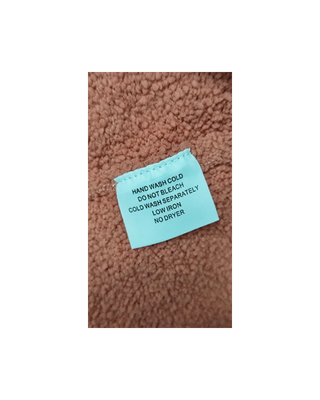 HAND WASH COLD
DO NOT BLEACH
COLD WASH SEPARATELY
LOW IRON
NO DRYER